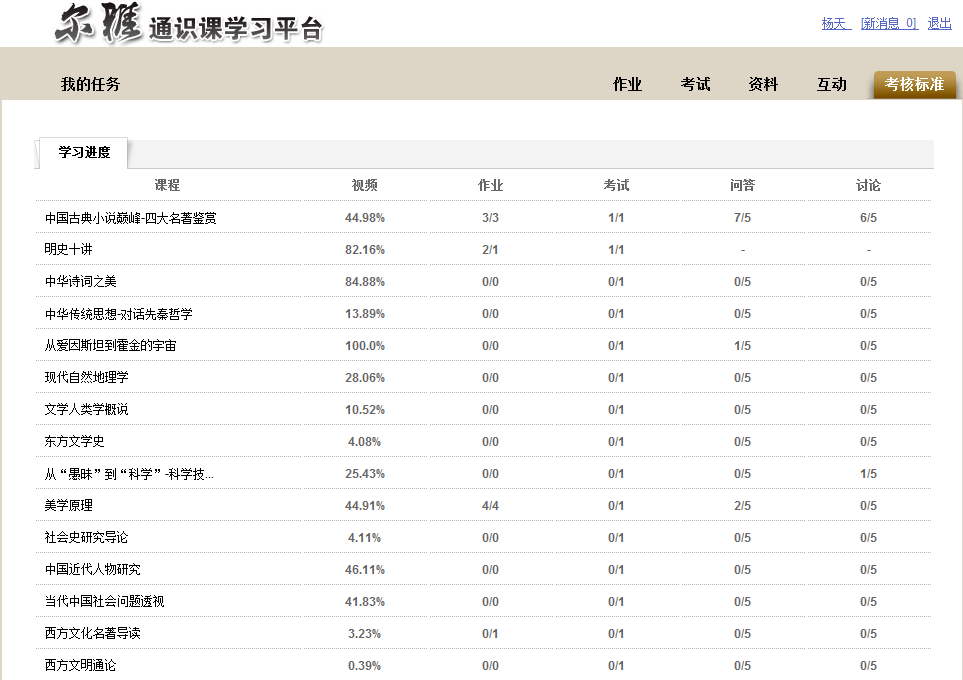 尔雅 通识课学习平台
杨天 [新消息 0] 退出
我的任务 作业 考试 资料 互动 考核标准
学习进度
课程 视频 作业 考试 问答 讨论
中国古典小说巅峰-四大名著鉴赏 44.98% 3/3 1/1 7/5 6/5
明史十讲 82.16% 2/1 1/1 - -
中华诗词之美 84.88% 0/0 0/1 0/5 0/5
中华传统思想-对话先秦哲学 13.89% 0/0 0/1 0/5 0/5
从爱因斯坦到霍金的宇宙 100.0% 0/0 0/1 1/5 0/5
现代自然地理学 28.06% 0/0 0/1 0/5 0/5
文学人类学概说 10.52% 0/0 0/1 0/5 0/5
东方文学史 4.08% 0/0 0/1 0/5 0/5
从“愚昧”到“科学”-科学技... 25.43% 0/0 0/1 0/5 1/5
美学原理 44.91% 4/4 0/1 2/5 0/5
社会史研究导论 4.11% 0/0 0/1 0/5 0/5
中国近代人物研究 46.11% 0/0 0/1 0/5 0/5
当代中国社会问题透视 41.83% 0/0 0/1 0/5 0/5
西方文化名著导读 3.23% 0/1 0/1 0/5 0/5
西方文明通论 0.39% 0/0 0/1 0/5 0/5